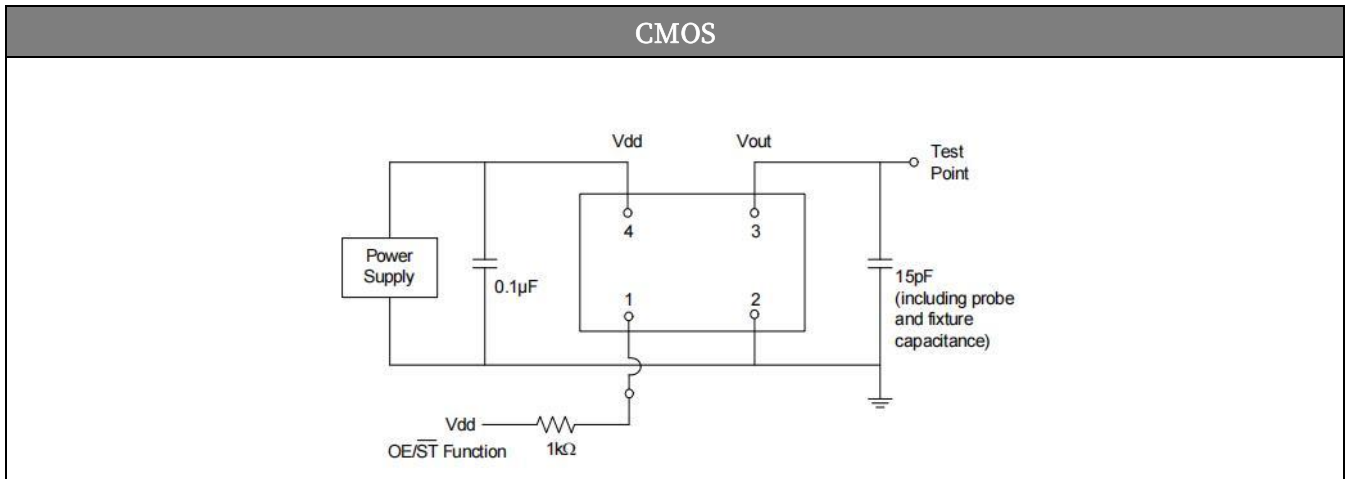 CMOS
Vdd
Vout
Test
Point
4
3
Power
Supply
0.1µF
1
2
15pF
(including probe
and fixture
capacitance)
Vdd
OE/S̅T̅ Function
1kΩ